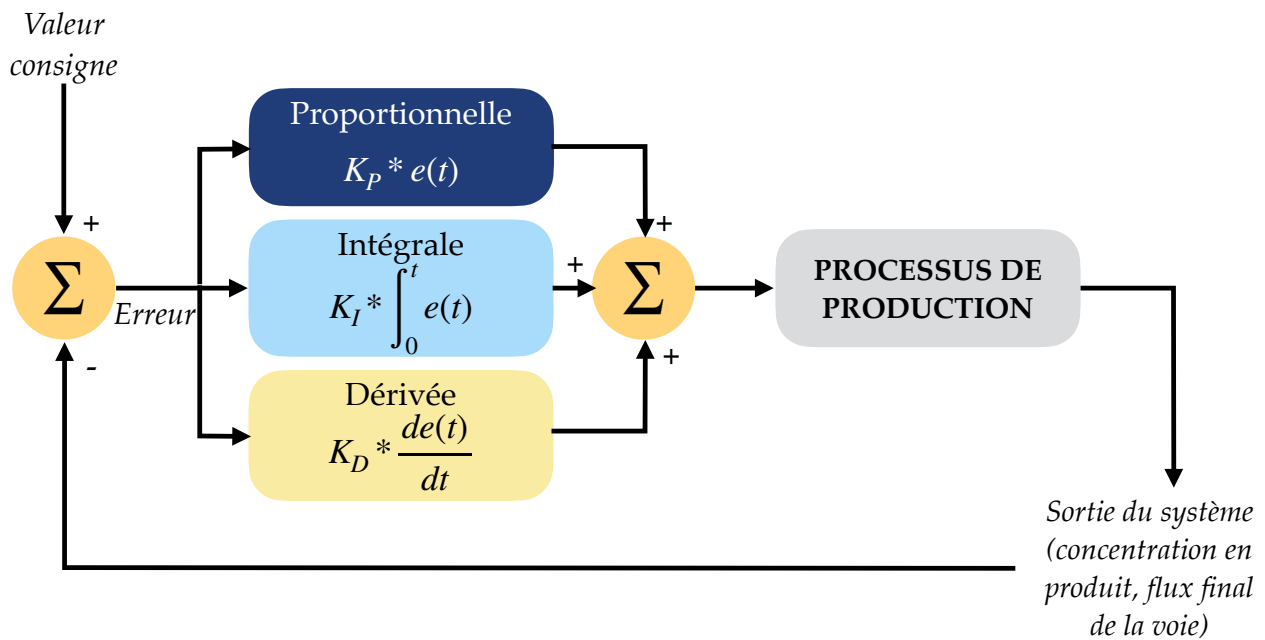 Valeur
consigne
+
Σ
-
Erreur
Proportionnelle
K_P * e(t)
Intégrale
K_I * ∫_0^t e(t)
Dérivée
K_D * de(t)/dt
+
+
+
Σ
PROCESSUS DE
PRODUCTION
Sortie du système
(concentration en
produit, flux final
de la voie)